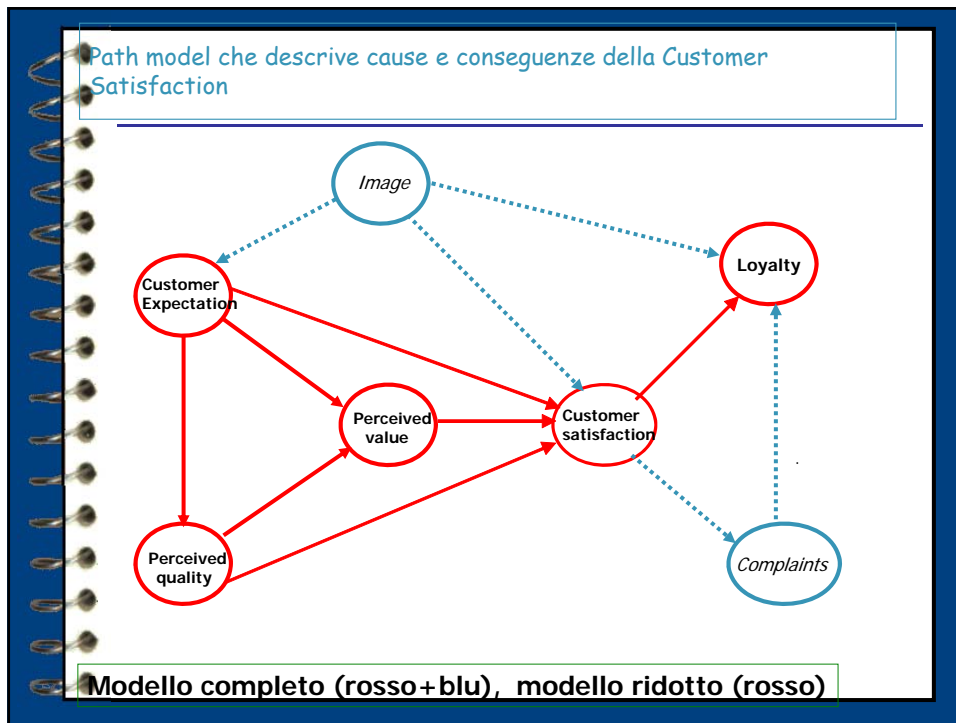 Path model che descrive cause e conseguenze della Customer
Satisfaction
Image
Loyalty
Customer
Expectation
Perceived
value
Customer
satisfaction
Perceived
quality
Complaints
Modello completo (rosso+blu), modello ridotto (rosso)